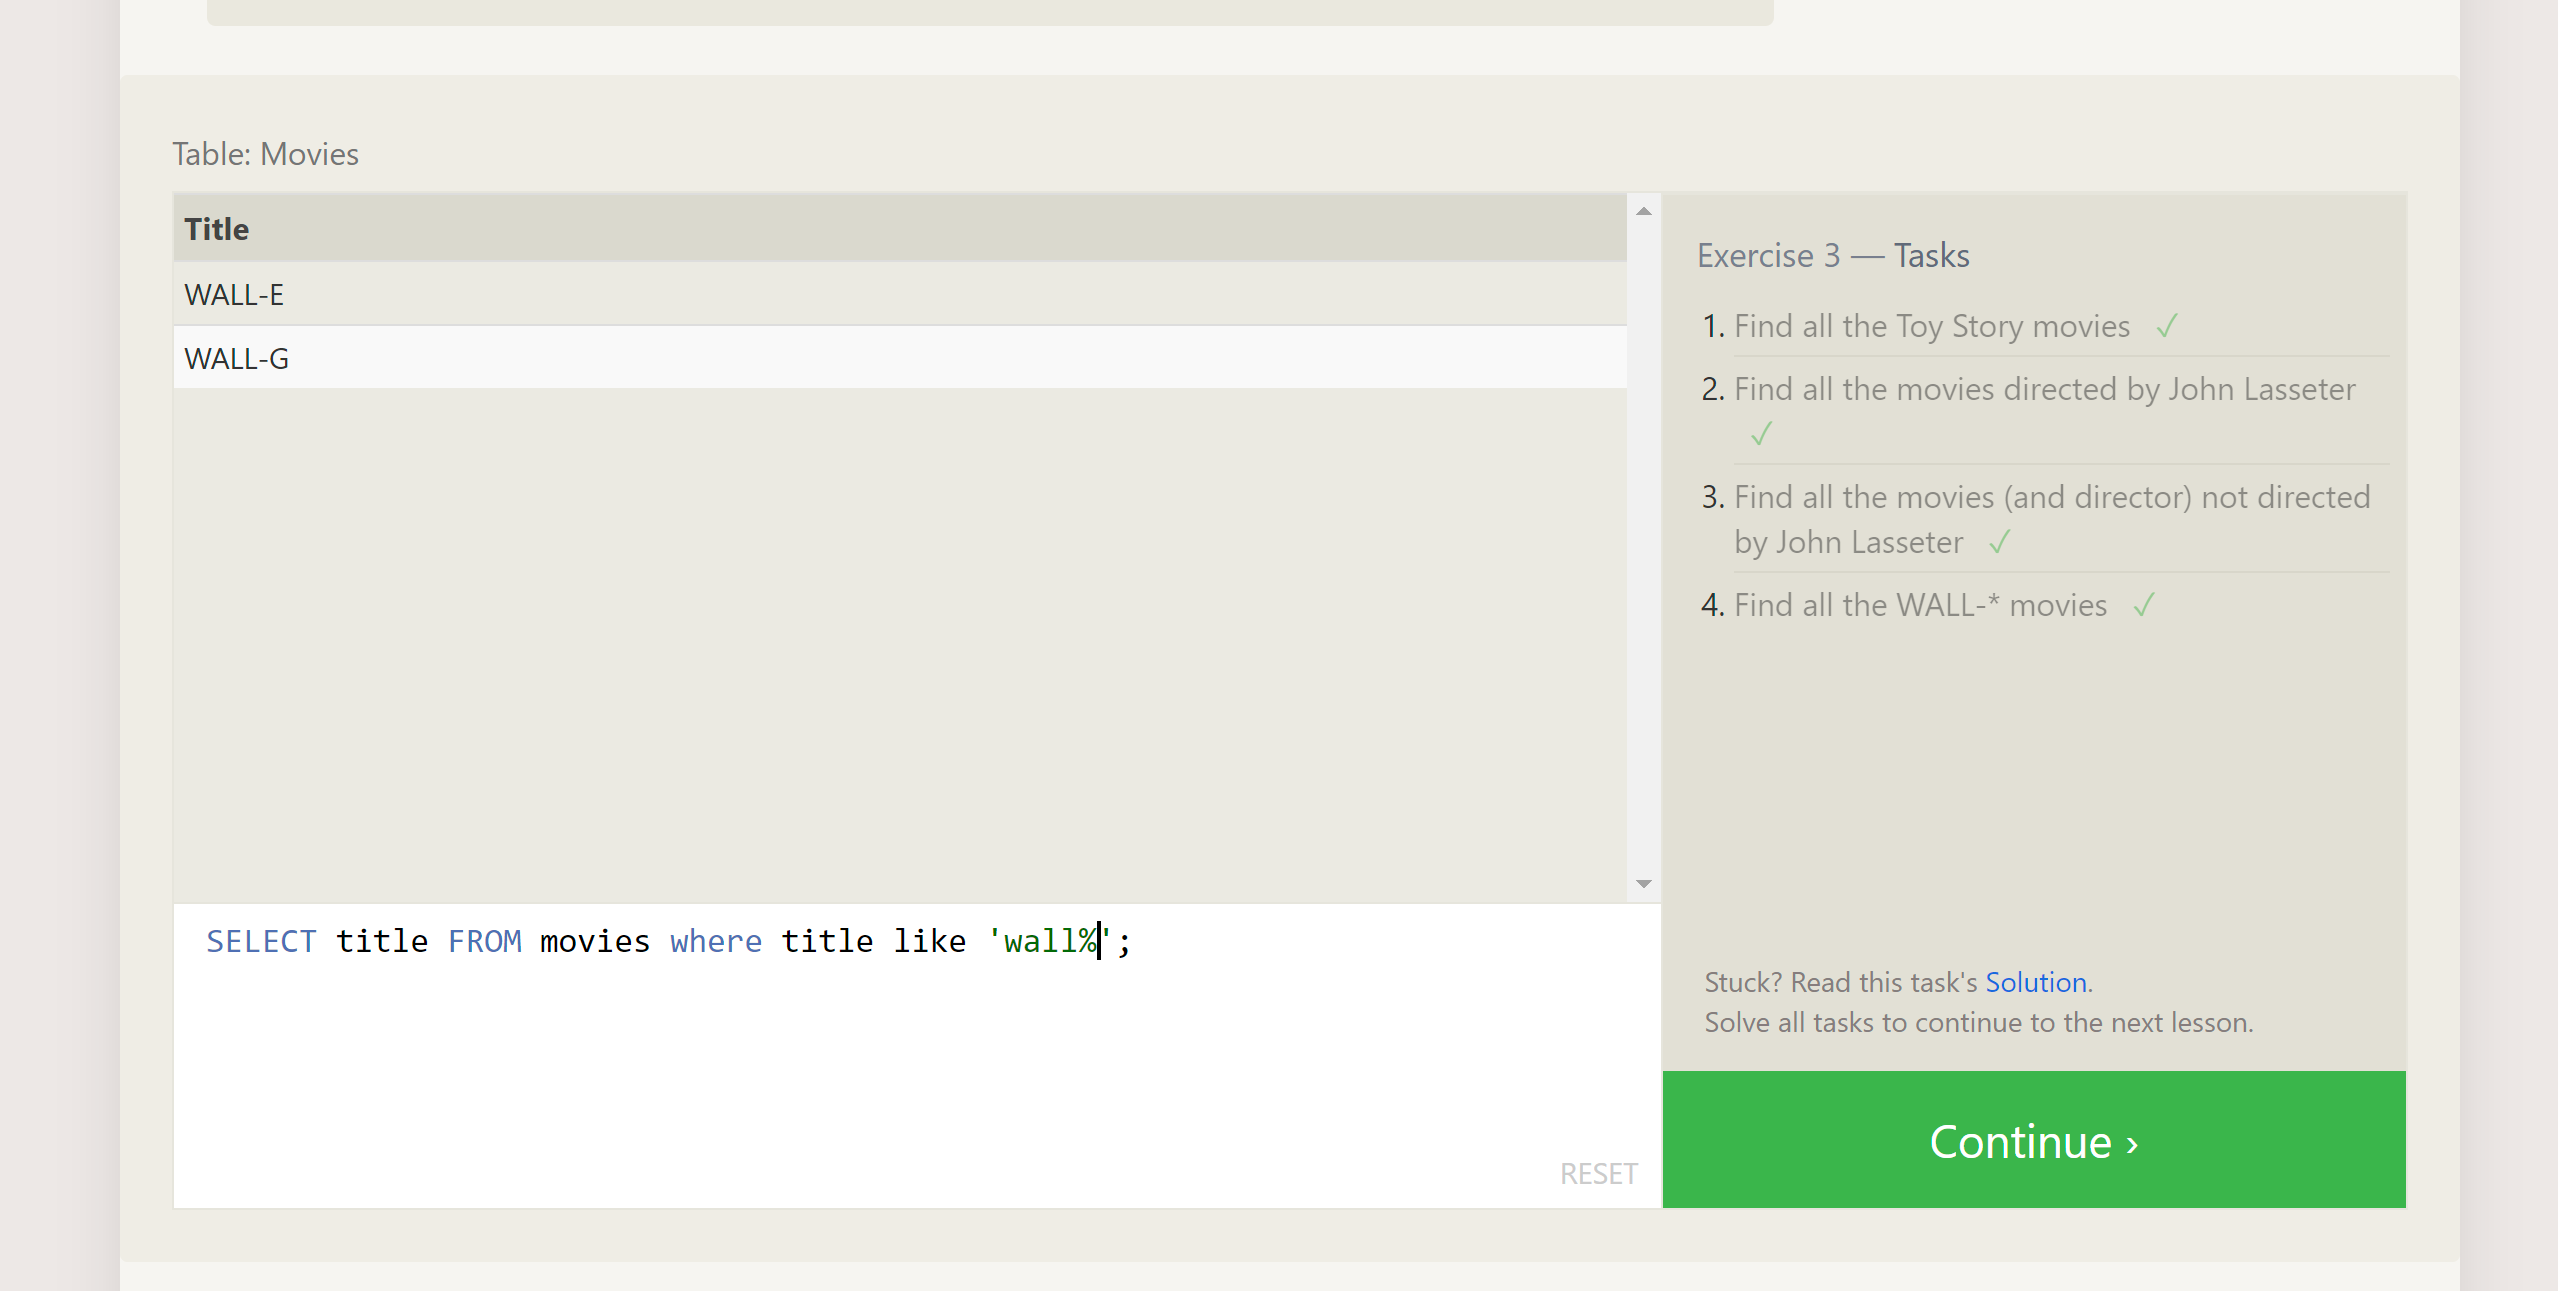 Table: Movies
Title
WALL-E
WALL-G
SELECT title FROM movies where title like 'wall%';
RESET
Exercise 3 — Tasks
1. Find all the Toy Story movies ✓
2. Find all the movies directed by John Lasseter
✓
3. Find all the movies (and director) not directed
by John Lasseter ✓
4. Find all the WALL-* movies ✓
Stuck? Read this task's Solution.
Solve all tasks to continue to the next lesson.
Continue ›